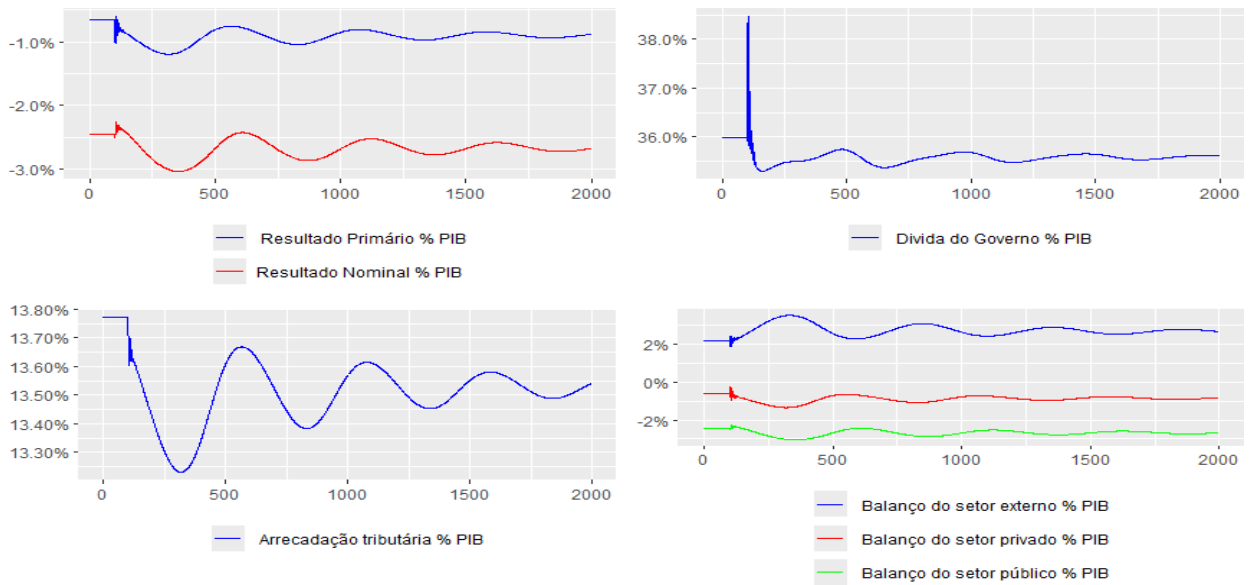 -1.0%
-2.0%
-3.0%
0 500 1000 1500 2000
Resultado Primário % PIB
Resultado Nominal % PIB
38.0%
37.0%
36.0%
0 500 1000 1500 2000
Divida do Governo % PIB
13.80%
13.70%
13.60%
13.50%
13.40%
13.30%
0 500 1000 1500 2000
Arrecadação tributária % PIB
2%
0%
-2%
0 500 1000 1500 2000
Balanço do setor externo % PIB
Balanço do setor privado % PIB
Balanço do setor público % PIB